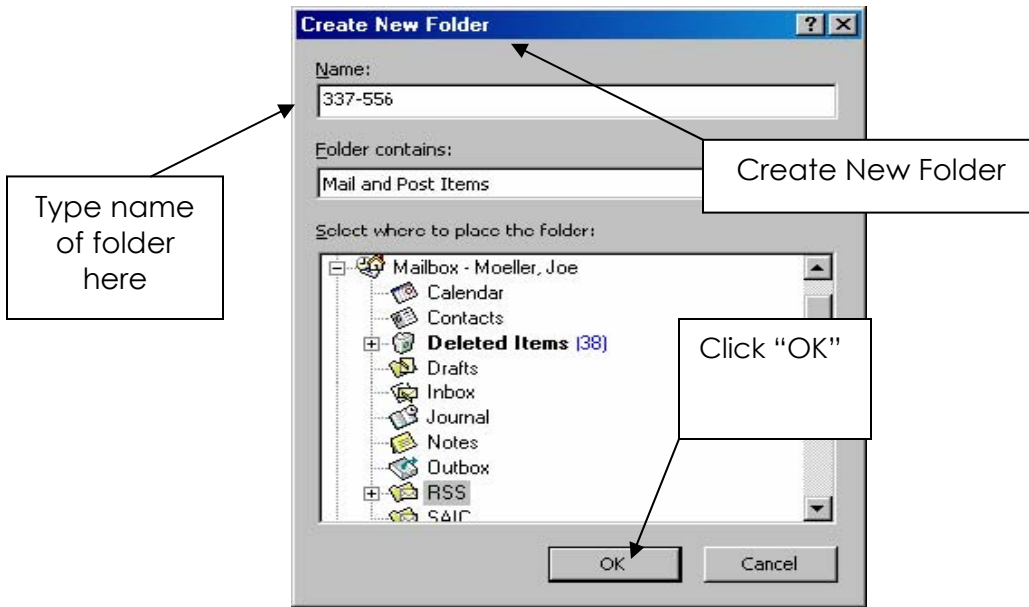 Create New Folder
Name:
337-556
Folder contains:
Mail and Post Items
Create New Folder
Type name
of folder
here
Select where to place the folder:
Mailbox - Moeller, Joe
Calendar
Contacts
Deleted Items (38)
Click “OK”
Drafts
Inbox
Journal
Notes
Outbox
RSS
SAIC
OK
Cancel